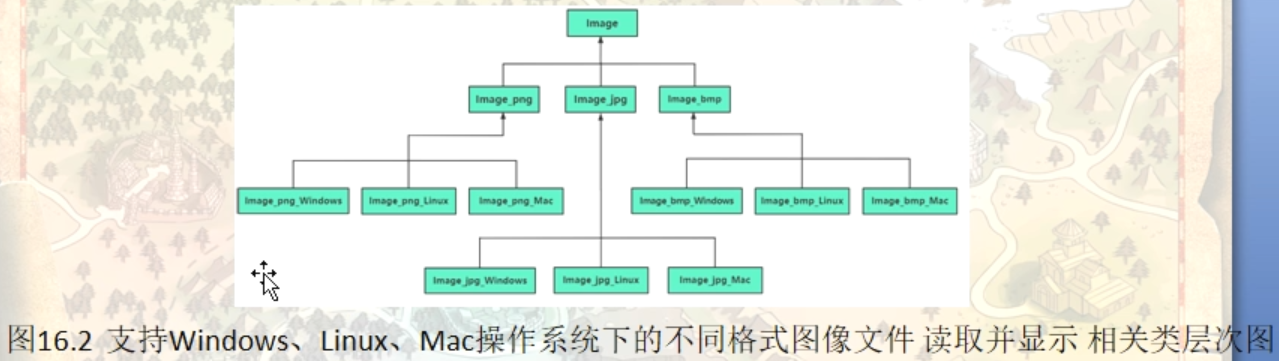 Image
Image_png Image_jpg Image_bmp
Image_png_Windows Image_png_Linux Image_png_Mac Image_bmp_Windows Image_bmp_Linux Image_bmp_Mac
Image_jpg_Windows Image_jpg_Linux Image_jpg_Mac
图16.2 支持Windows、Linux、Mac操作系统下的不同格式图像文件 读取并显示 相关类层次图